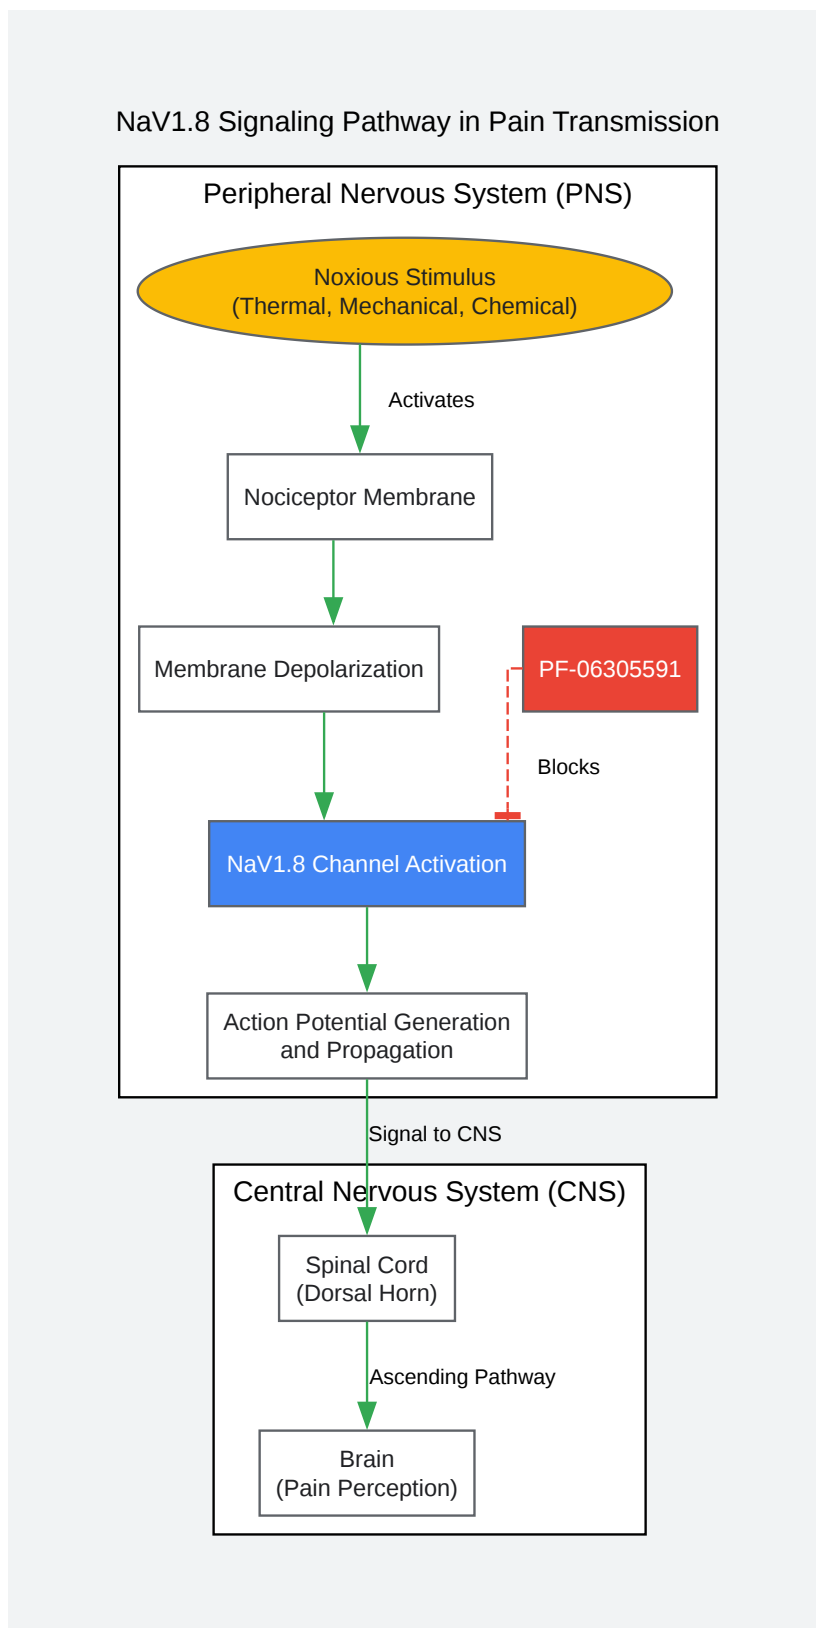 NaV1.8 Signaling Pathway in Pain Transmission
Peripheral Nervous System (PNS)
Noxious Stimulus
(Thermal, Mechanical, Chemical)
Activates
Nociceptor Membrane
Membrane Depolarization
PF-06305591
Blocks
NaV1.8 Channel Activation
Action Potential Generation
and Propagation
Signal to CNS
Central Nervous System (CNS)
Spinal Cord
(Dorsal Horn)
Ascending Pathway
Brain
(Pain Perception)